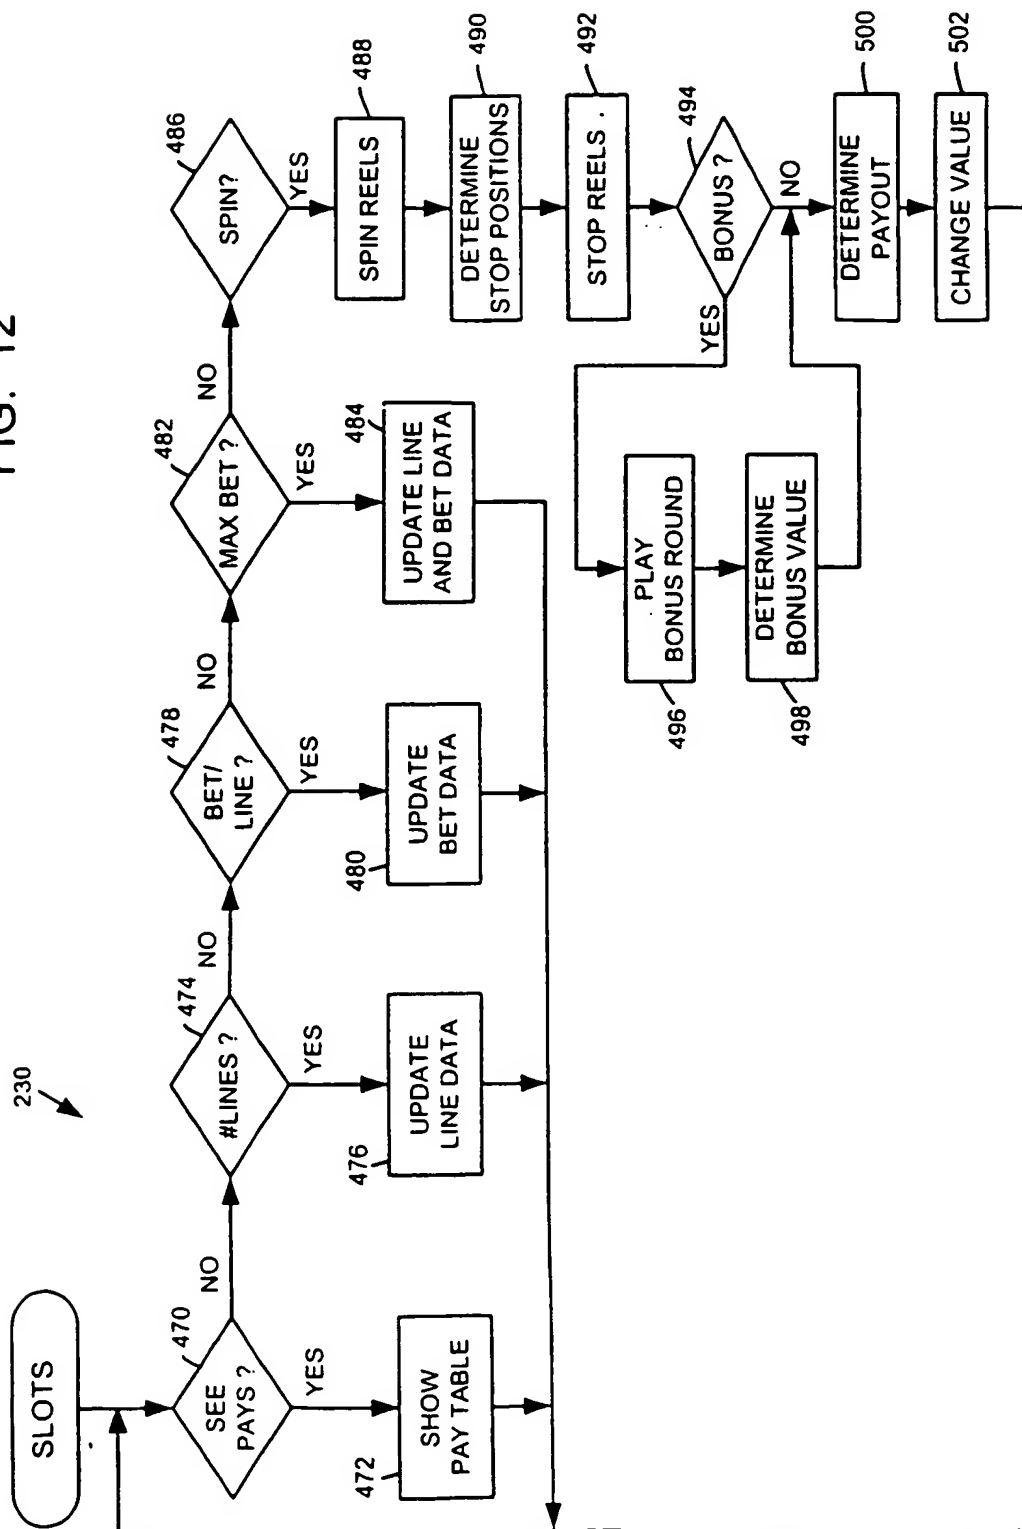 FIG. 12
230
SLOTS
470
SEE
PAYS ?
NO
YES
472
SHOW
PAY TABLE
474
#LINES ?
NO
YES
476
UPDATE
LINE DATA
478
BET/
LINE ?
NO
YES
480
UPDATE
BET DATA
482
MAX BET ?
NO
YES
484
UPDATE LINE
AND BET DATA
486
SPIN?
YES
488
SPIN REELS
490
DETERMINE
STOP POSITIONS
492
STOP REELS
494
BONUS ?
YES
NO
496
PLAY
BONUS ROUND
498
DETERMINE
BONUS VALUE
500
DETERMINE
PAYOUT
502
CHANGE VALUE